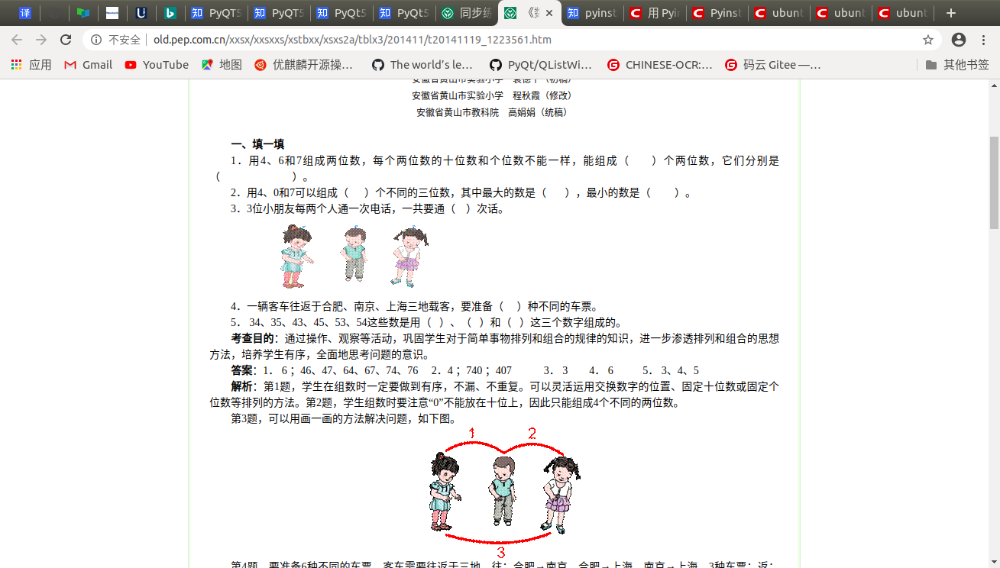 译
知 PyQT5
知 PyQT5
知 PyQt5
知 PyQt5
同步练
知 pyinst
C 用 Pyin
C Pyinst
C ubunt
C ubunt
C ubunt
不安全 | old.pep.com.cn/xxsx/xxsxxs/xstbxx/xsxs2a/tblx3/201411/t20141119_1223561.htm
应用 Gmail YouTube 地图 优麒麟开源操… The world's le… PyQt/QListWi… CHINESE-OCR:… 码云 Gitee —… 其他书签
安徽省黄山市实验小学 程秋霞（修改）
安徽省黄山市教科院 高娟娟（统稿）
一、填一填
1．用4、6和7组成两位数，每个两位数的十位数和个位数不能一样，能组成（ ）个两位数，它们分别是
（ ）。
2．用4、0和7可以组成（ ）个不同的三位数，其中最大的数是（ ），最小的数是（ ）。
3．3位小朋友每两个人通一次电话，一共要通（ ）次话。
4．一辆客车往返于合肥、南京、上海三地载客，要准备（ ）种不同的车票。
5． 34、35、43、45、53、54这些数是用（ ）、（ ）和（ ）这三个数字组成的。
考查目的：通过操作、观察等活动，巩固学生对于简单事物排列和组合的规律的知识，进一步渗透排列和组合的思想
方法，培养学生有序，全面地思考问题的意识。
答案：1． 6；46、47、64、67、74、76 2．4；740；407 3． 3 4． 6 5． 3、4、5
解析：第1题，学生在组数时一定要做到有序，不漏、不重复。可以灵活运用交换数字的位置、固定十位数或固定个
位数等排列的方法。第2题，学生组数时要注意“0”不能放在十位上，因此只能组成4个不同的两位数。
第3题，可以用画一画的方法解决问题，如下图。
1 2
3
第4题，要准备6种不同的车票。客车需要往返于三地，往：合肥→南京、合肥→上海、南京→上海，3种车票；返：